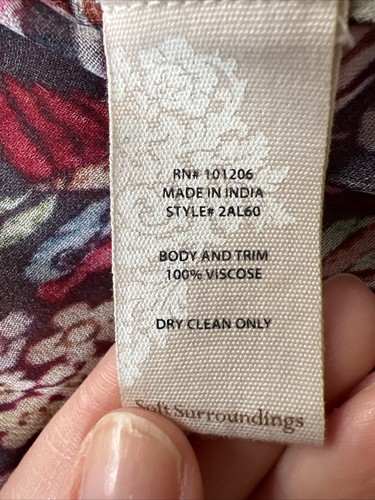 RN# 101206
MADE IN INDIA
STYLE# 2AL60
BODY AND TRIM
100% VISCOSE
DRY CLEAN ONLY
Soft Surroundings